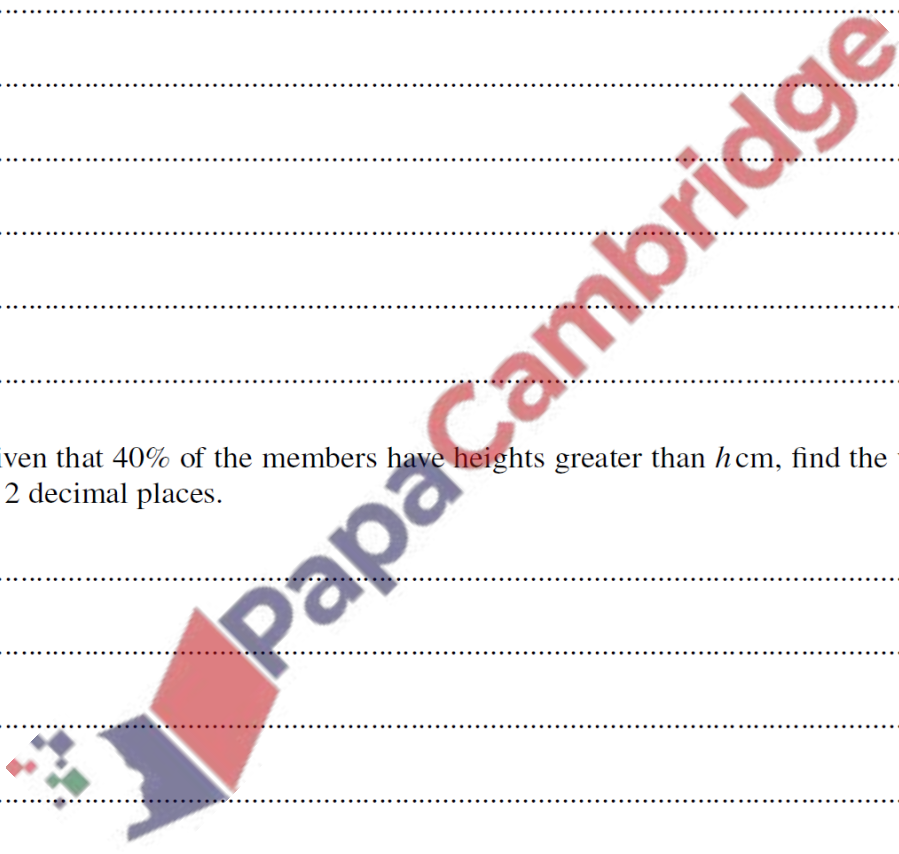 PapaCambridge
iven that 40% of the members have heights greater than h cm, find the
2 decimal places.